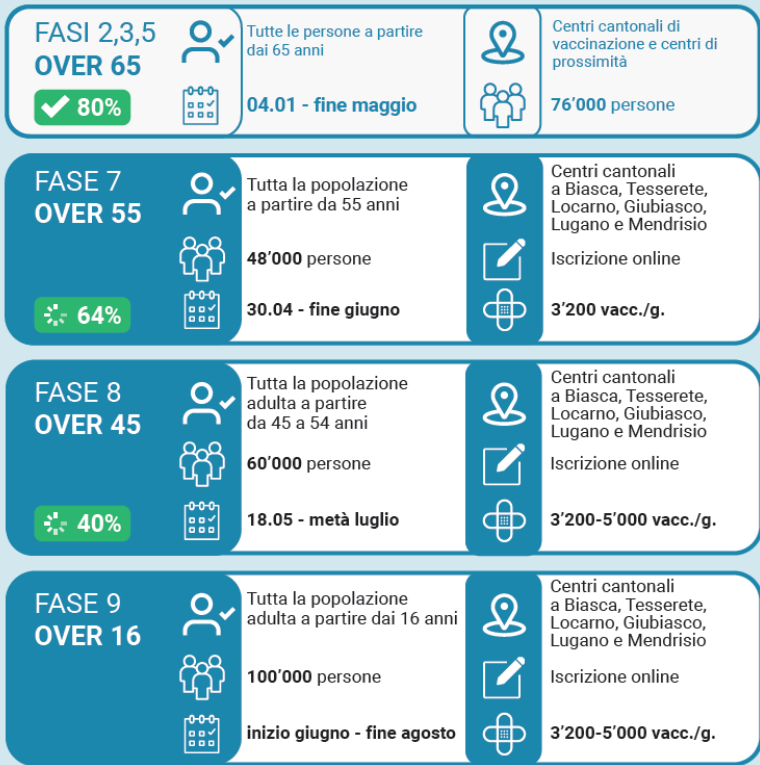 FASI 2,3,5
OVER 65
80%
Tutte le persone a partire
dai 65 anni
04.01 - fine maggio
Centri cantonali di
vaccinazione e centri di
prossimità
76'000 persone
FASE 7
OVER 55
64%
Tutta la popolazione
a partire da 55 anni
48'000 persone
30.04 - fine giugno
Centri cantonali
a Biasca, Tesserete,
Locarno, Giubiasco,
Lugano e Mendrisio
Iscrizione online
3'200 vacc./g.
FASE 8
OVER 45
40%
Tutta la popolazione
adulta a partire
da 45 a 54 anni
60'000 persone
18.05 - metà luglio
Centri cantonali
a Biasca, Tesserete,
Locarno, Giubiasco,
Lugano e Mendrisio
Iscrizione online
3'200-5'000 vacc./g.
FASE 9
OVER 16
Tutta la popolazione
adulta a partire dai 16 anni
100'000 persone
inizio giugno - fine agosto
Centri cantonali
a Biasca, Tesserete,
Locarno, Giubiasco,
Lugano e Mendrisio
Iscrizione online
3'200-5'000 vacc./g.